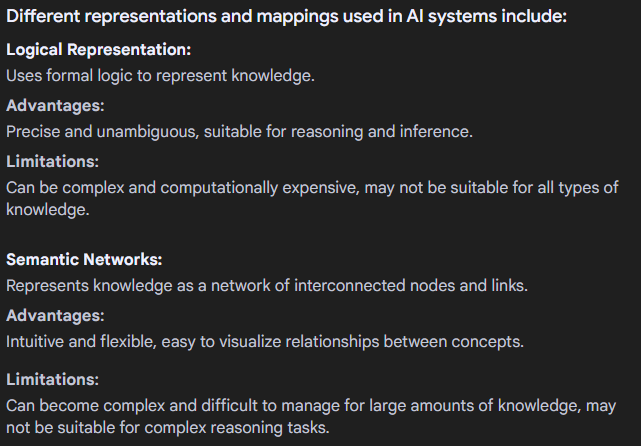 Different representations and mappings used in AI systems include:
Logical Representation:
Uses formal logic to represent knowledge.
Advantages:
Precise and unambiguous, suitable for reasoning and inference.
Limitations:
Can be complex and computationally expensive, may not be suitable for all types of
knowledge.
Semantic Networks:
Represents knowledge as a network of interconnected nodes and links.
Advantages:
Intuitive and flexible, easy to visualize relationships between concepts.
Limitations:
Can become complex and difficult to manage for large amounts of knowledge, may
not be suitable for complex reasoning tasks.